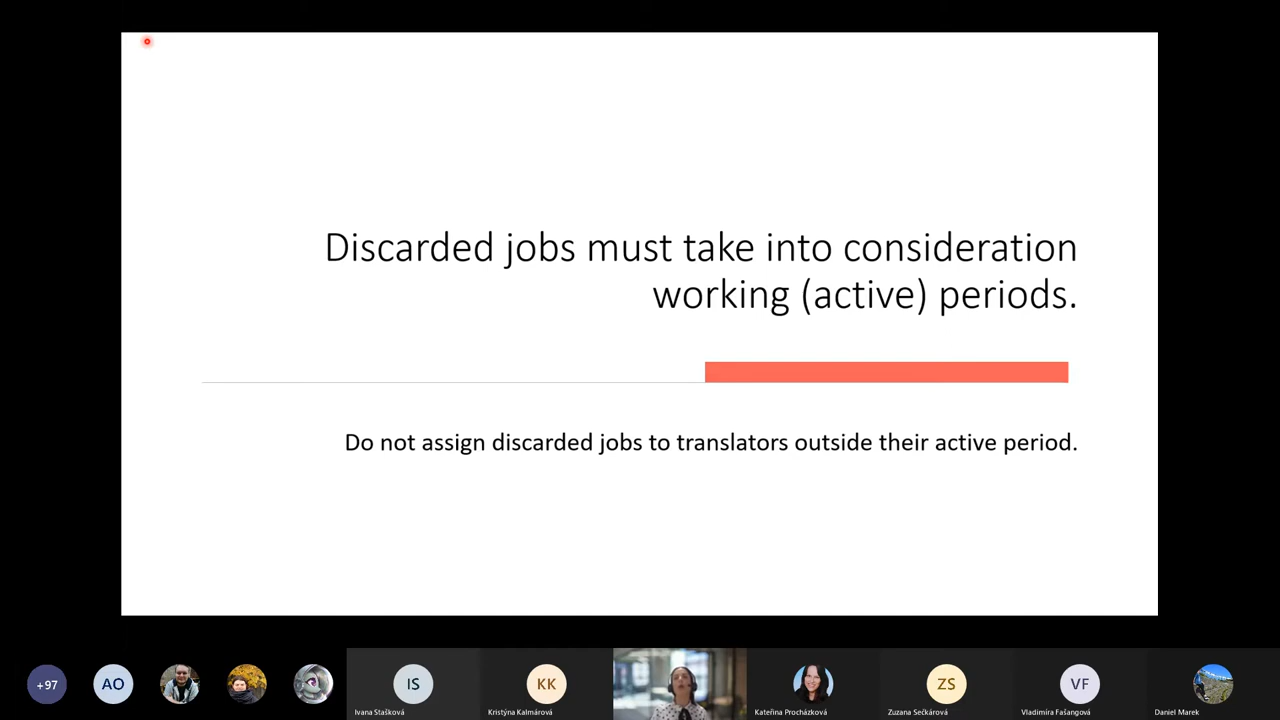 Discarded jobs must take into consideration
working (active) periods.
Do not assign discarded jobs to translators outside their active period.
+97
AO
IS
KK
ZS
VF
Ivana Stašková
Kristýna Kalmárová
Kateřina Procházková
Zuzana Sečkárová
Vladimíra Fašangová
Daniel Marek